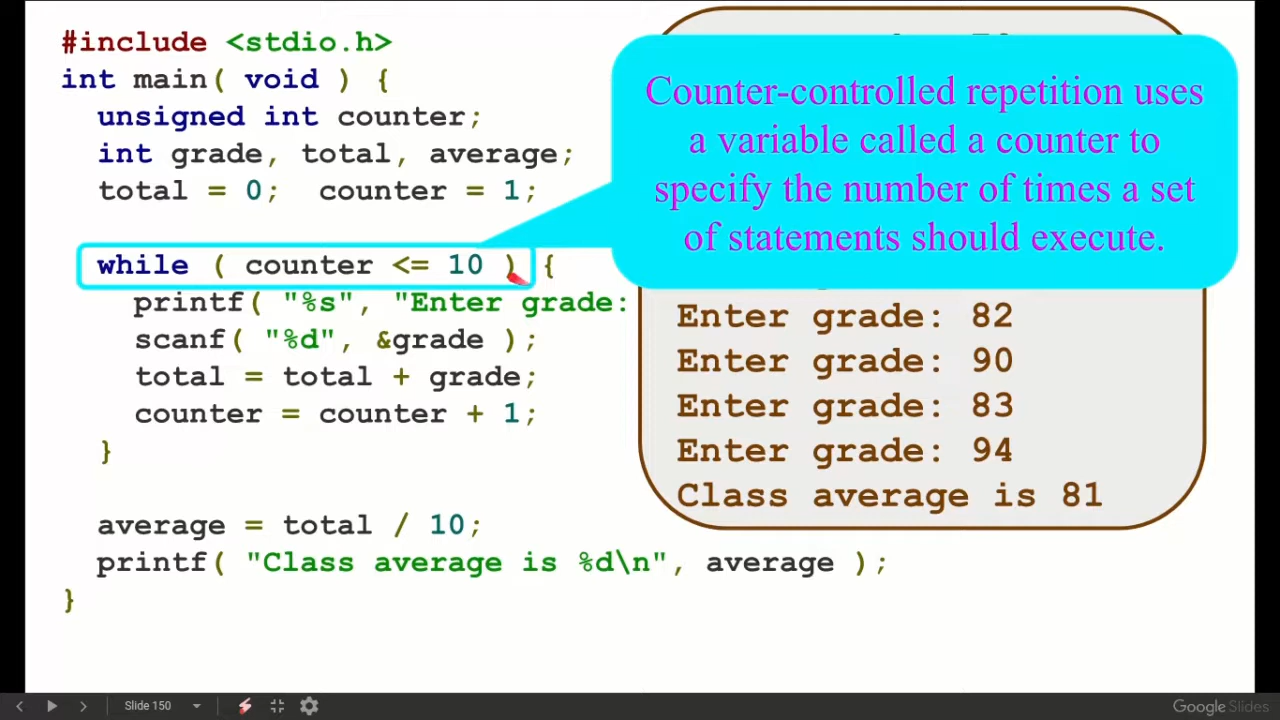 #include <stdio.h>
int main( void ) {
unsigned int counter;
int grade, total, average;
total = 0; counter = 1;
while ( counter <= 10 ) {
printf( "%s", "Enter grade:
scanf( "%d", &grade );
total = total + grade;
counter = counter + 1;
}
average = total / 10;
printf( "Class average is %d\n", average );
}
Counter-controlled repetition uses
a variable called a counter to
specify the number of times a set
of statements should execute.
Enter grade: 82
Enter grade: 90
Enter grade: 83
Enter grade: 94
Class average is 81
Slide 150
Google Slides